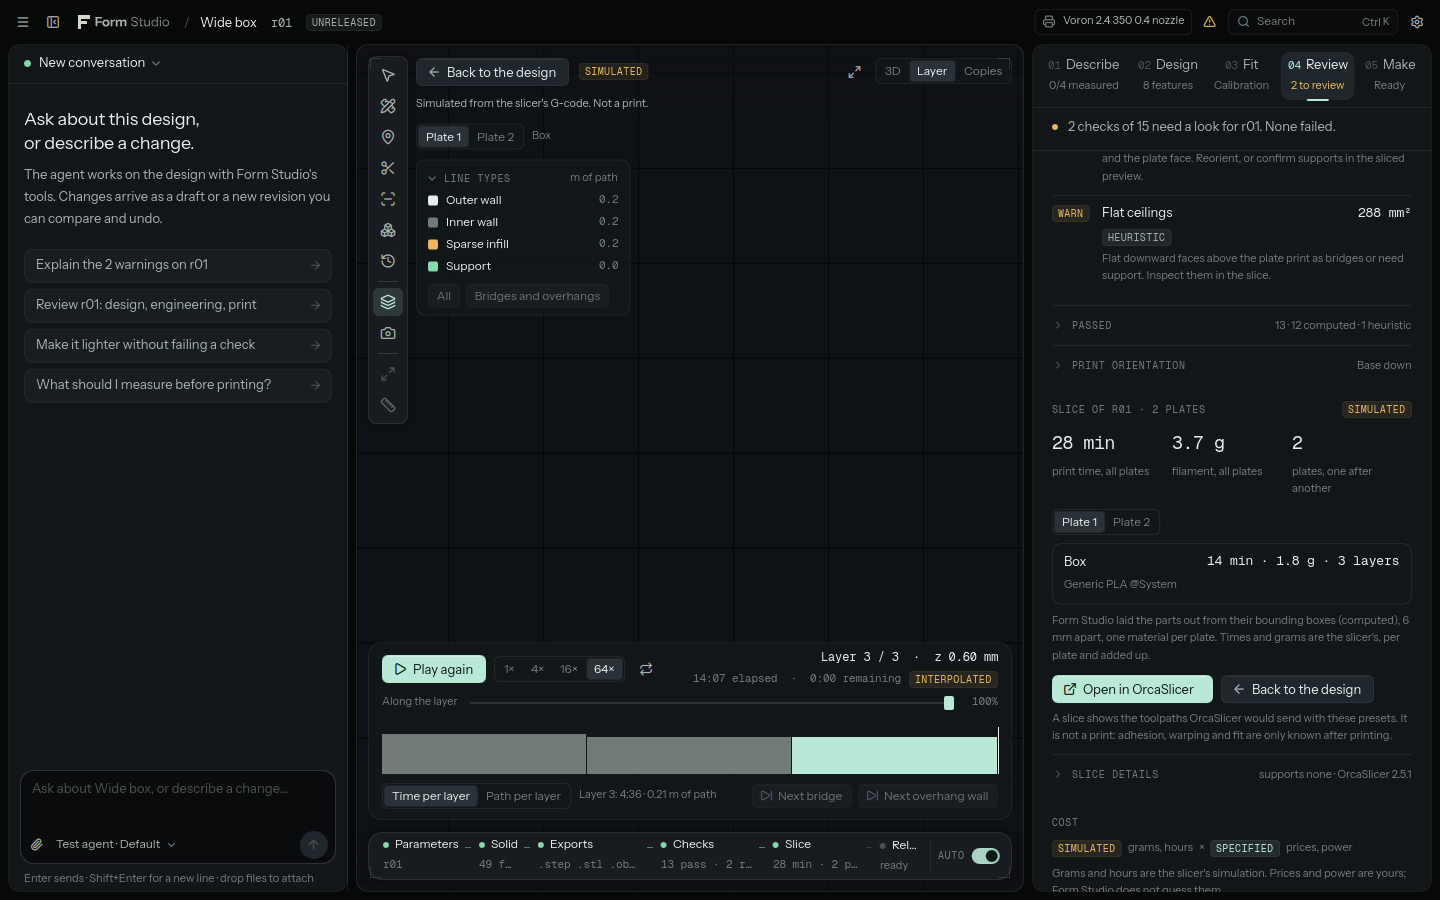 Form Studio / Wide box r01 UNRELEASED
Voron 2.4 350 0.4 nozzle
Search Ctrl K
New conversation
Ask about this design,
or describe a change.
The agent works on the design with Form Studio's
tools. Changes arrive as a draft or a new revision you
can compare and undo.
Explain the 2 warnings on r01
Review r01: design, engineering, print
Make it lighter without failing a check
What should I measure before printing?
Ask about Wide box, or describe a change...
Test agent · Default
Enter sends · Shift+Enter for a new line · drop files to attach
Back to the design SIMULATED
3D Layer Copies
Simulated from the slicer's G-code. Not a print.
Plate 1 Plate 2 Box
LINE TYPES m of path
Outer wall 0.2
Inner wall 0.2
Sparse infill 0.2
Support 0.0
All Bridges and overhangs
Play again 1× 4× 16× 64×
Layer 3 / 3 · z 0.60 mm
14:07 elapsed · 0:00 remaining INTERPOLATED
Along the layer 100%
Time per layer Path per layer Layer 3: 4:36 · 0.21 m of path Next bridge Next overhang wall
Parameters Solid Exports Checks Slice Rel...
r01 49 f... .step .stl .ob... 13 pass · 2 r... 28 min · 2 p... ready
AUTO
01 Describe 02 Design 03 Fit 04 Review 05 Make
0/4 measured 8 features Calibration 2 to review Ready
2 checks of 15 need a look for r01. None failed.
and the plate face. Reorient, or confirm supports in the sliced
preview.
WARN Flat ceilings 288 mm²
HEURISTIC
Flat downward faces above the plate print as bridges or need
support. Inspect them in the slice.
PASSED 13 · 12 computed · 1 heuristic
PRINT ORIENTATION Base down
SLICE OF R01 · 2 PLATES SIMULATED
28 min 3.7 g 2
print time, all plates filament, all plates plates, one after
another
Plate 1 Plate 2
Box 14 min · 1.8 g · 3 layers
Generic PLA @System
Form Studio laid the parts out from their bounding boxes (computed), 6
mm apart, one material per plate. Times and grams are the slicer's, per
plate and added up.
Open in OrcaSlicer Back to the design
A slice shows the toolpaths OrcaSlicer would send with these presets. It
is not a print: adhesion, warping and fit are only known after printing.
SLICE DETAILS supports none · OrcaSlicer 2.5.1
COST
SIMULATED grams, hours × SPECIFIED prices, power
Grams and hours are the slicer's simulation. Prices and power are yours;
Form Studio does not guess them.